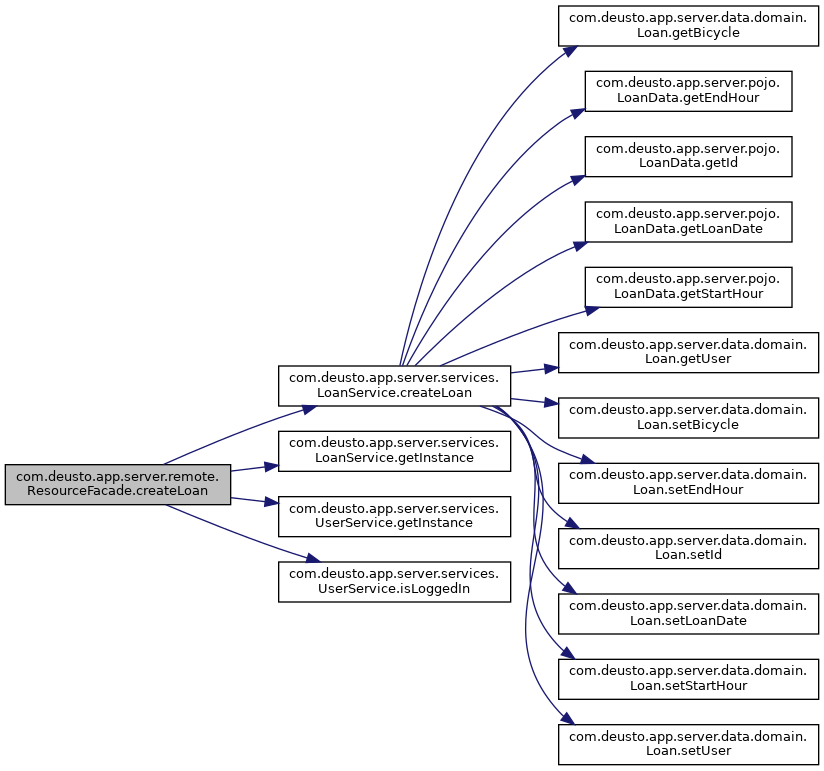 com.deusto.app.server.remote.
ResourceFacade.createLoan
com.deusto.app.server.services.
LoanService.createLoan
com.deusto.app.server.services.
LoanService.getInstance
com.deusto.app.server.services.
UserService.getInstance
com.deusto.app.server.services.
UserService.isLoggedIn
com.deusto.app.server.data.domain.
Loan.getBicycle
com.deusto.app.server.pojo.
LoanData.getEndHour
com.deusto.app.server.pojo.
LoanData.getId
com.deusto.app.server.pojo.
LoanData.getLoanDate
com.deusto.app.server.pojo.
LoanData.getStartHour
com.deusto.app.server.data.domain.
Loan.getUser
com.deusto.app.server.data.domain.
Loan.setBicycle
com.deusto.app.server.data.domain.
Loan.setEndHour
com.deusto.app.server.data.domain.
Loan.setId
com.deusto.app.server.data.domain.
Loan.setLoanDate
com.deusto.app.server.data.domain.
Loan.setStartHour
com.deusto.app.server.data.domain.
Loan.setUser